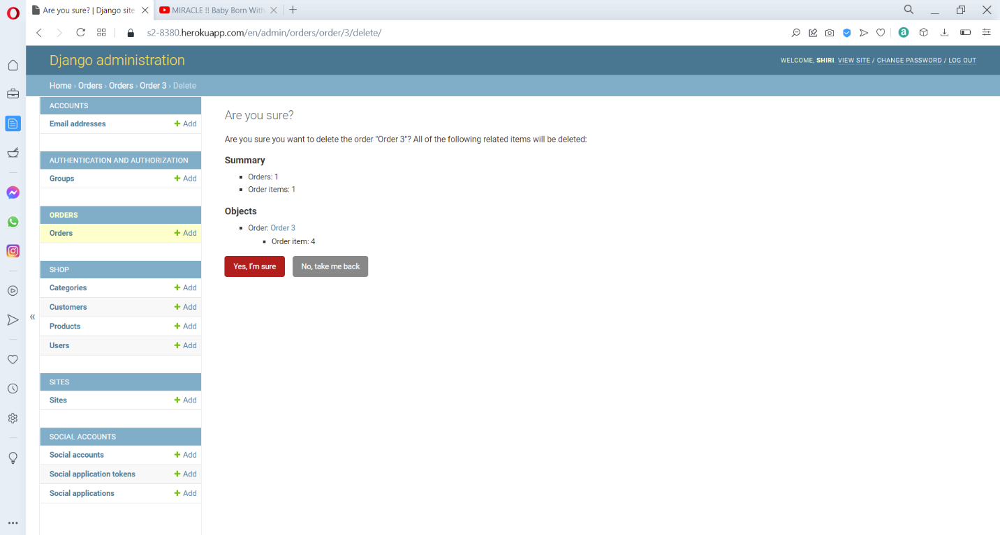 Are you sure? | Django site
MIRACLE !! Baby Born With
s2-8380.herokuapp.com/en/admin/orders/order/3/delete/
Django administration
WELCOME, SHIRI. VIEW SITE / CHANGE PASSWORD / LOG OUT
Home › Orders › Orders › Order 3 › Delete
ACCOUNTS
Email addresses
Add
AUTHENTICATION AND AUTHORIZATION
Groups
Add
ORDERS
Orders
Add
SHOP
Categories
Add
Customers
Add
Products
Add
Users
Add
SITES
Sites
Add
SOCIAL ACCOUNTS
Social accounts
Add
Social application tokens
Add
Social applications
Add
«
Are you sure?
Are you sure you want to delete the order "Order 3"? All of the following related items will be deleted:
Summary
Orders: 1
Order items: 1
Objects
Order: Order 3
Order item: 4
Yes, I'm sure
No, take me back